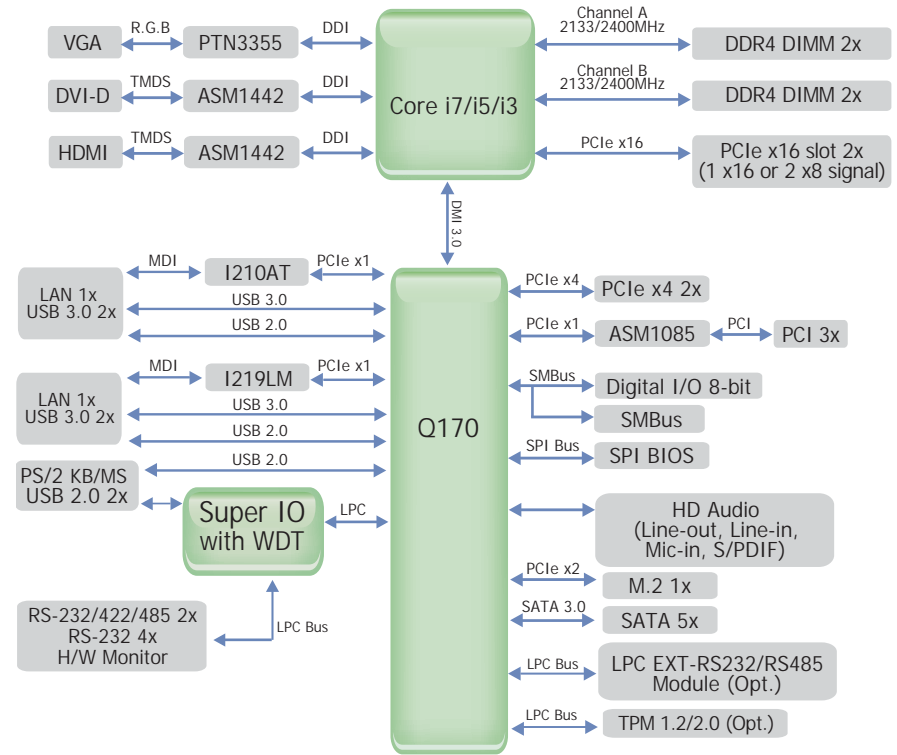 VGA
R.G.B
PTN3355
DDI
DVI-D
TMDS
ASM1442
DDI
HDMI
TMDS
ASM1442
DDI
Core i7/i5/i3
Channel A
2133/2400MHz
DDR4 DIMM 2x
Channel B
2133/2400MHz
DDR4 DIMM 2x
PCIe x16
PCIe x16 slot 2x
(1 x16 or 2 x8 signal)
DMI 3.0
LAN 1x
USB 3.0 2x
MDI
I210AT
PCIe x1
USB 3.0
USB 2.0
LAN 1x
USB 3.0 2x
MDI
I219LM
PCIe x1
USB 3.0
USB 2.0
PS/2 KB/MS
USB 2.0 2x
USB 2.0
Super IO
with WDT
LPC
RS-232/422/485 2x
RS-232 4x
H/W Monitor
LPC Bus
Q170
PCIe x4
PCIe x4 2x
PCIe x1
ASM1085
PCI
PCI 3x
SMBus
Digital I/O 8-bit
SMBus
SPI Bus
SPI BIOS
HD Audio
(Line-out, Line-in,
Mic-in, S/PDIF)
PCIe x2
M.2 1x
SATA 3.0
SATA 5x
LPC Bus
LPC EXT-RS232/RS485
Module (Opt.)
LPC Bus
TPM 1.2/2.0 (Opt.)